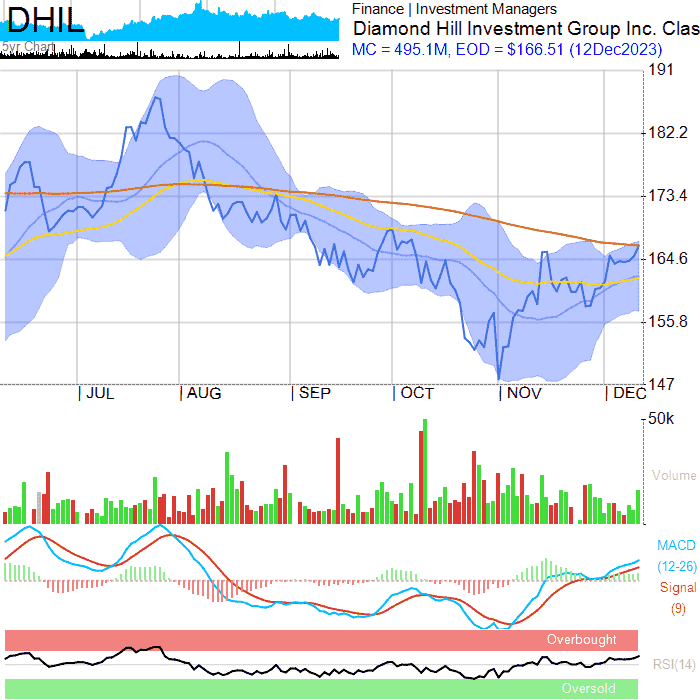 DHIL
5yr Chart
Finance | Investment Managers
Diamond Hill Investment Group Inc. Clas
MC = 495.1M, EOD = $166.51 (12Dec2023)
191
182.2
173.4
164.6
155.8
147
JUL AUG SEP OCT NOV DEC
50k
Volume
MACD
(12-26)
Signal
(9)
Overbought
RSI(14)
Oversold